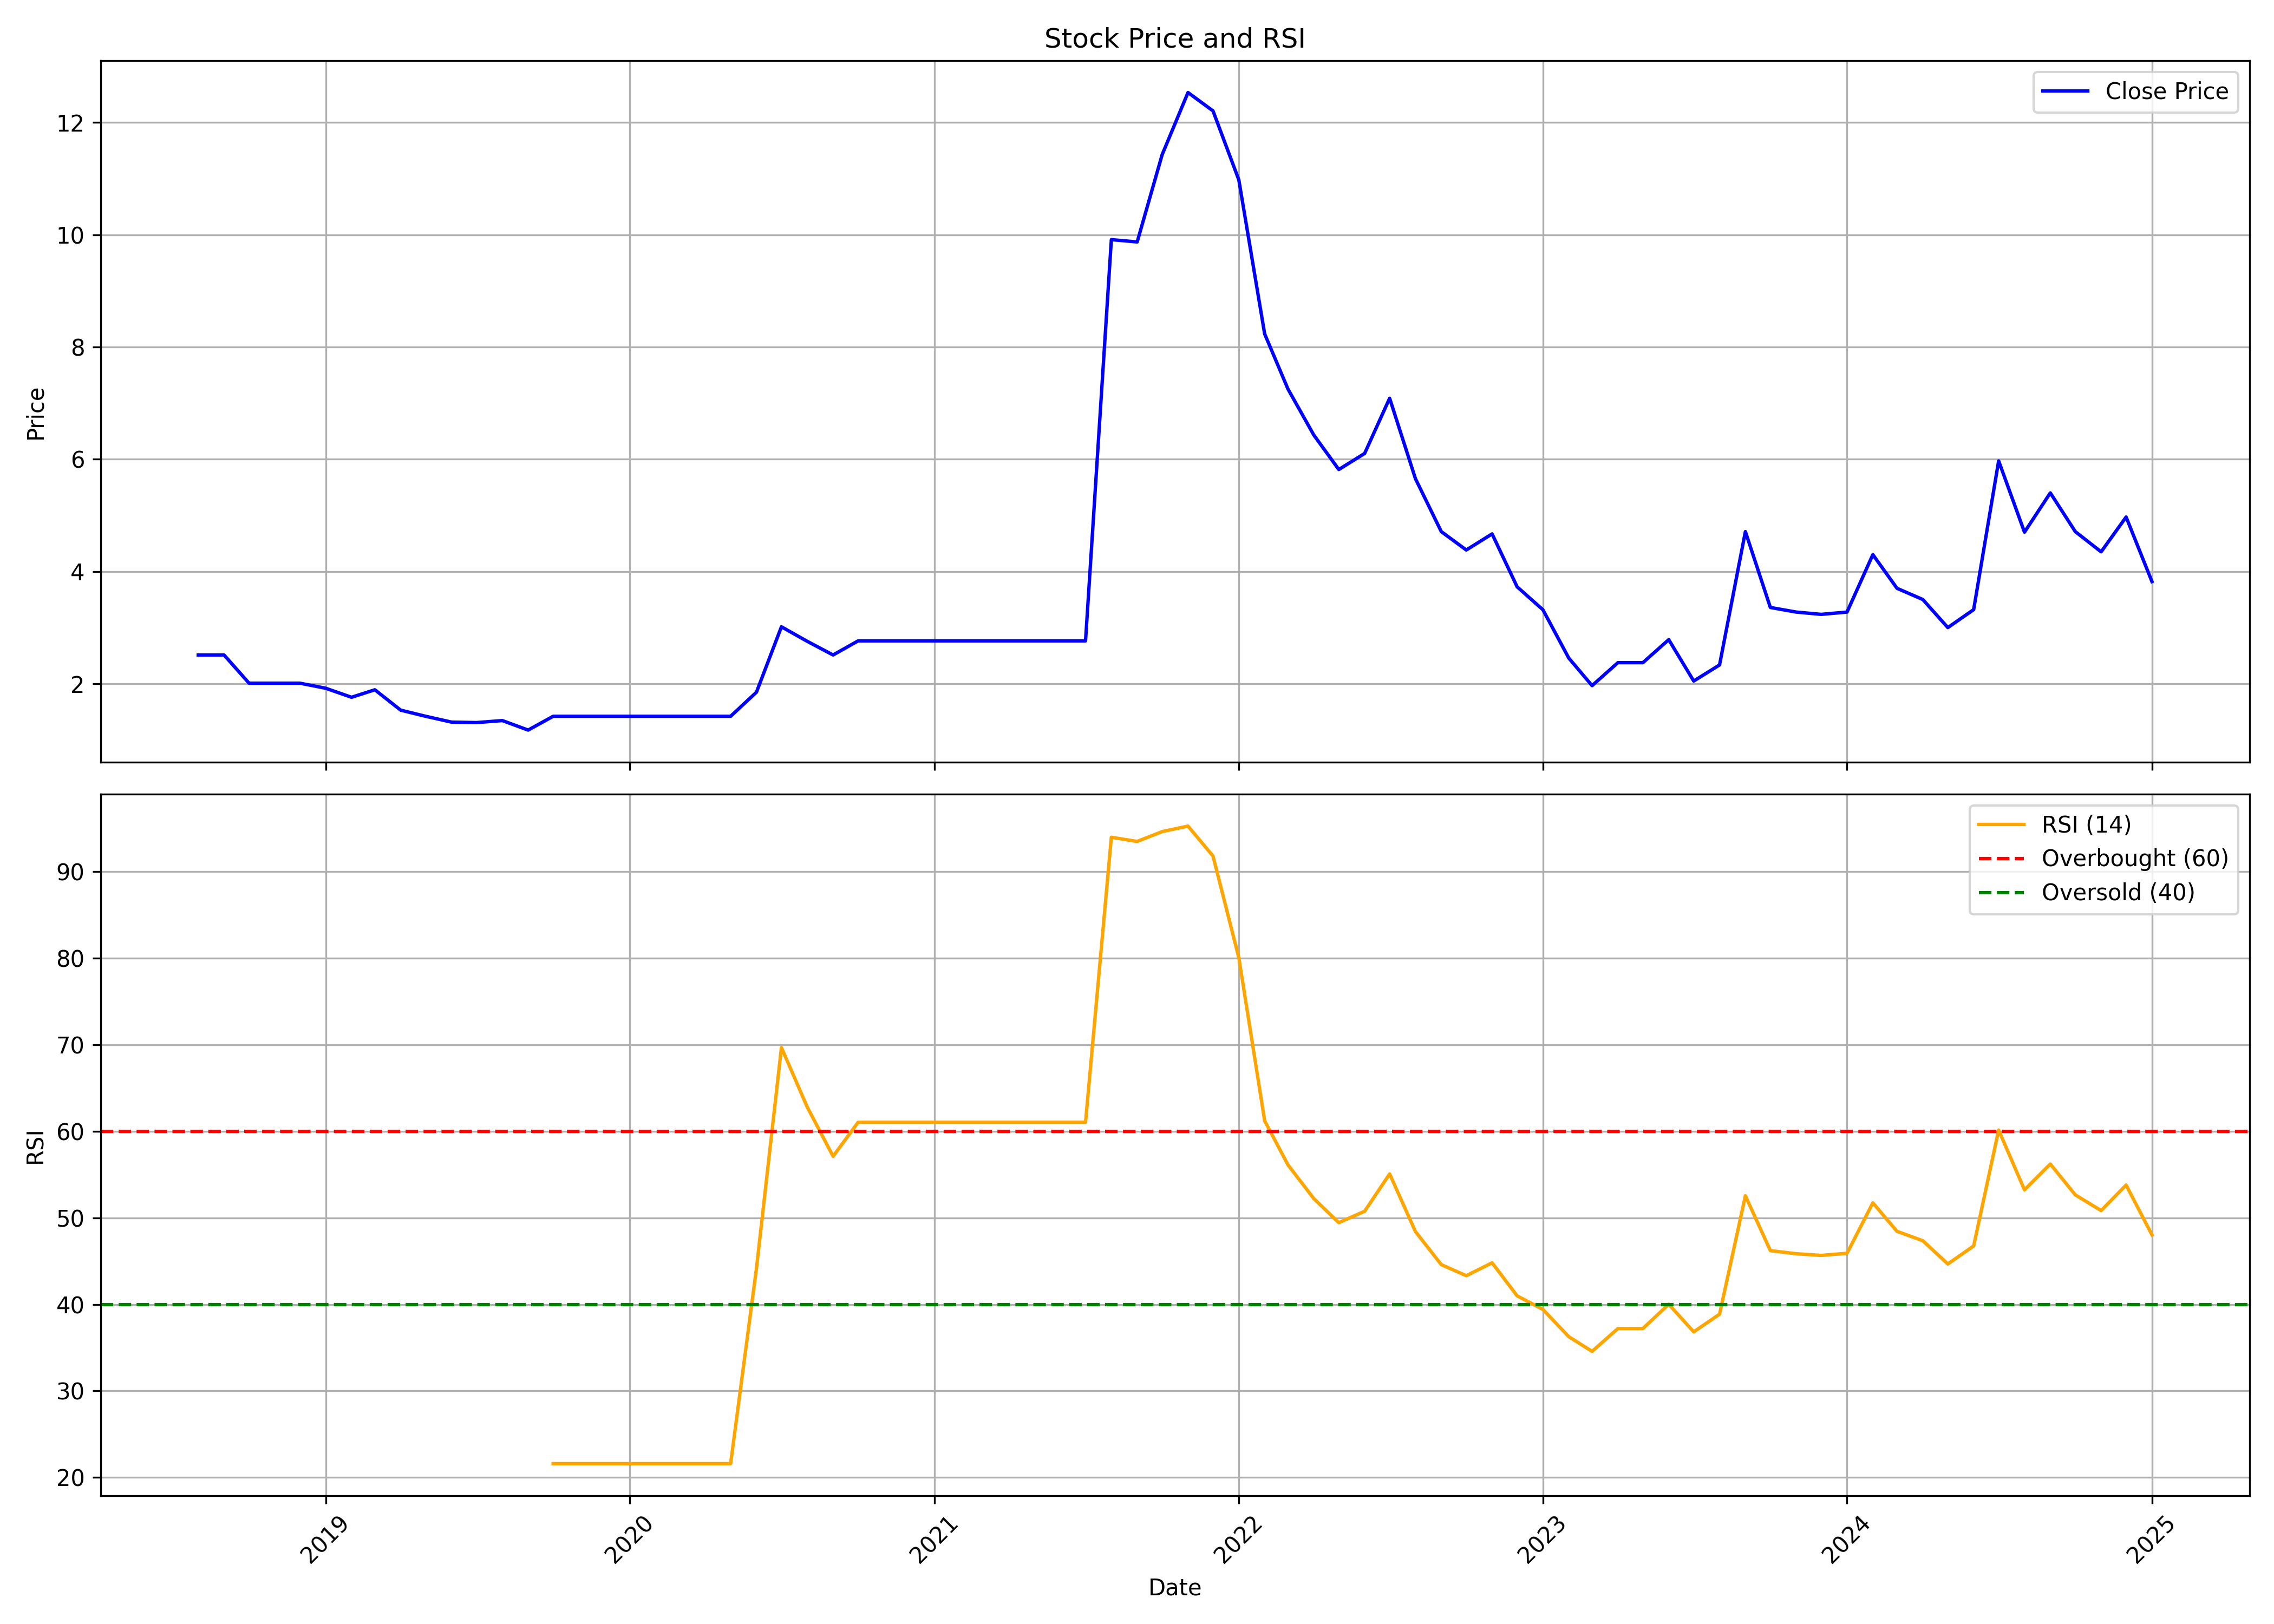 Stock Price and RSI
Close Price
12
10
8
6
4
2
Price
RSI (14)
Overbought (60)
Oversold (40)
90
80
70
60
50
40
30
20
RSI
2019
2020
2021
2022
2023
2024
2025
Date